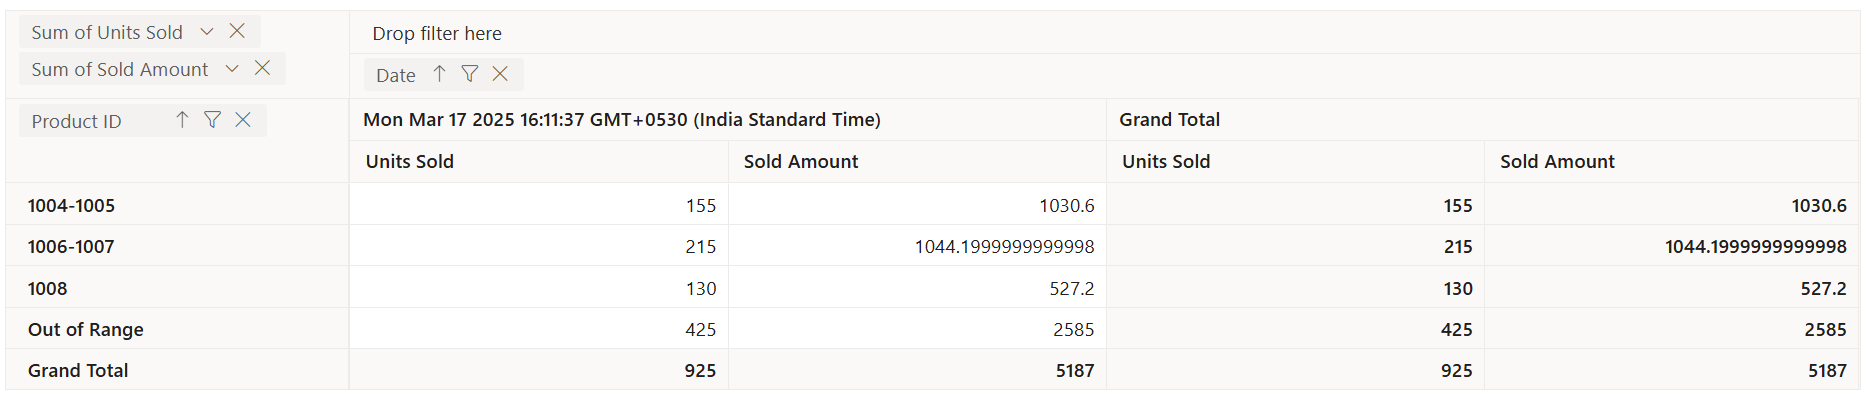 Sum of Units Sold
Sum of Sold Amount
Drop filter here
Date
Product ID
Mon Mar 17 2025 16:11:37 GMT+0530 (India Standard Time) Grand Total
Units Sold Sold Amount Units Sold Sold Amount
1004-1005 155 1030.6 155 1030.6
1006-1007 215 1044.1999999999998 215 1044.1999999999998
1008 130 527.2 130 527.2
Out of Range 425 2585 425 2585
Grand Total 925 5187 925 5187